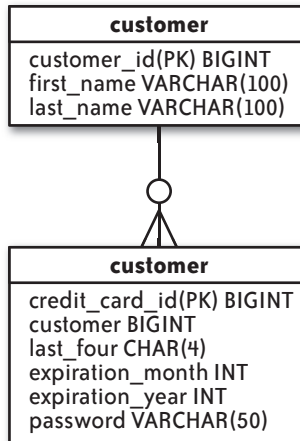 customer
customer_id(PK) BIGINT
first_name VARCHAR(100)
last_name VARCHAR(100)
customer
credit_card_id(PK) BIGINT
customer BIGINT
last_four CHAR(4)
expiration_month INT
expiration_year INT
password VARCHAR(50)